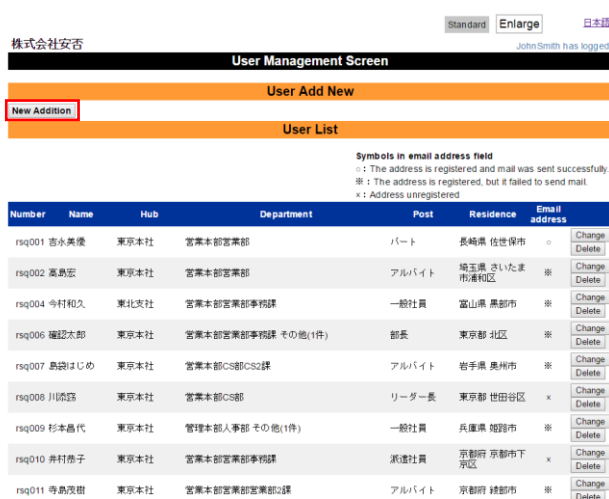 Standard Enlarge 日本語
株式会社安否
JohnSmith has logged
User Management Screen
User Add New
New Addition
User List
Symbols in email address field
○：The address is registered and mail was sent successfully.
※：The address is registered, but it failed to send mail.
×：Address unregistered
Number Name Hub Department Post Residence Email address
rsq001 吉永美優 東京本社 営業本部営業部 パート 長崎県 佐世保市 ○ Change
Delete
rsq002 高島宏 東京本社 営業本部営業部 アルバイト 埼玉県 さいたま市浦和区 ※ Change
Delete
rsq004 今村和久 東北支社 営業本部営業部事務課 一般社員 富山県 黒部市 ※ Change
Delete
rsq006 確認太郎 東京本社 営業本部営業部事務課 その他(1件) 部長 東京都 北区 ※ Change
Delete
rsq007 島袋はじめ 東京本社 営業本部CS部CS2課 アルバイト 岩手県 奥州市 ※ Change
Delete
rsq008 川添 東京本社 営業本部CS部 リーダー長 東京都 世田谷区 × Change
Delete
rsq009 杉本昌代 東京本社 管理本部人事部 その他(1件) 一般社員 兵庫県 姫路市 ※ Change
Delete
rsq010 井村恭子 東京本社 営業本部営業部事務課 派遣社員 京都府 京都市下京区 × Change
Delete
rsq011 寺島茂樹 東京本社 営業本部営業部営業部2課 アルバイト 京都府 綾部市 ※ Change
Delete